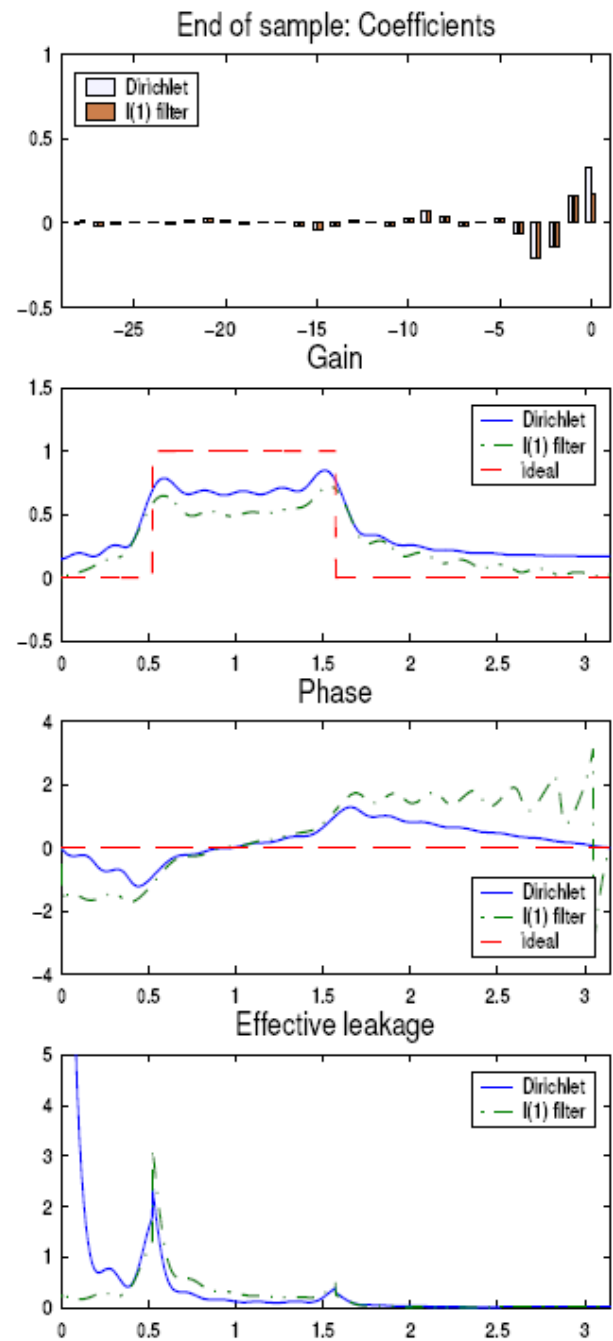 End of sample: Coefficients
1
Dirichlet
I(1) filter
0.5
0
−0.5
−25 −20 −15 −10 −5 0
Gain
1.5
Dirichlet
I(1) filter
ideal
1
0.5
0
−0.5
0 0.5 1 1.5 2 2.5 3
Phase
4
2
0
Dirichlet
I(1) filter
ideal
−2
−4
0 0.5 1 1.5 2 2.5 3
Effective leakage
5
Dirichlet
I(1) filter
4
3
2
1
0
0 0.5 1 1.5 2 2.5 3